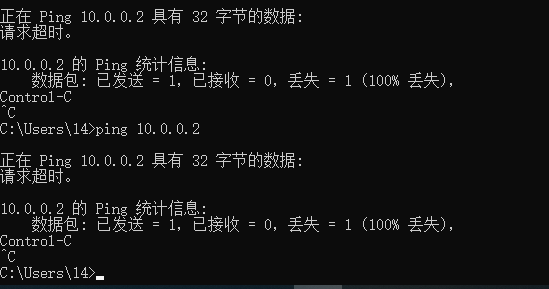 正在 Ping 10.0.0.2 具有 32 字节的数据:
请求超时。
10.0.0.2 的 Ping 统计信息:
数据包: 已发送 = 1，已接收 = 0，丢失 = 1 (100% 丢失)，
Control-C
^C
C:\Users\14>ping 10.0.0.2
正在 Ping 10.0.0.2 具有 32 字节的数据:
请求超时。
10.0.0.2 的 Ping 统计信息:
数据包: 已发送 = 1，已接收 = 0，丢失 = 1 (100% 丢失)，
Control-C
^C
C:\Users\14>